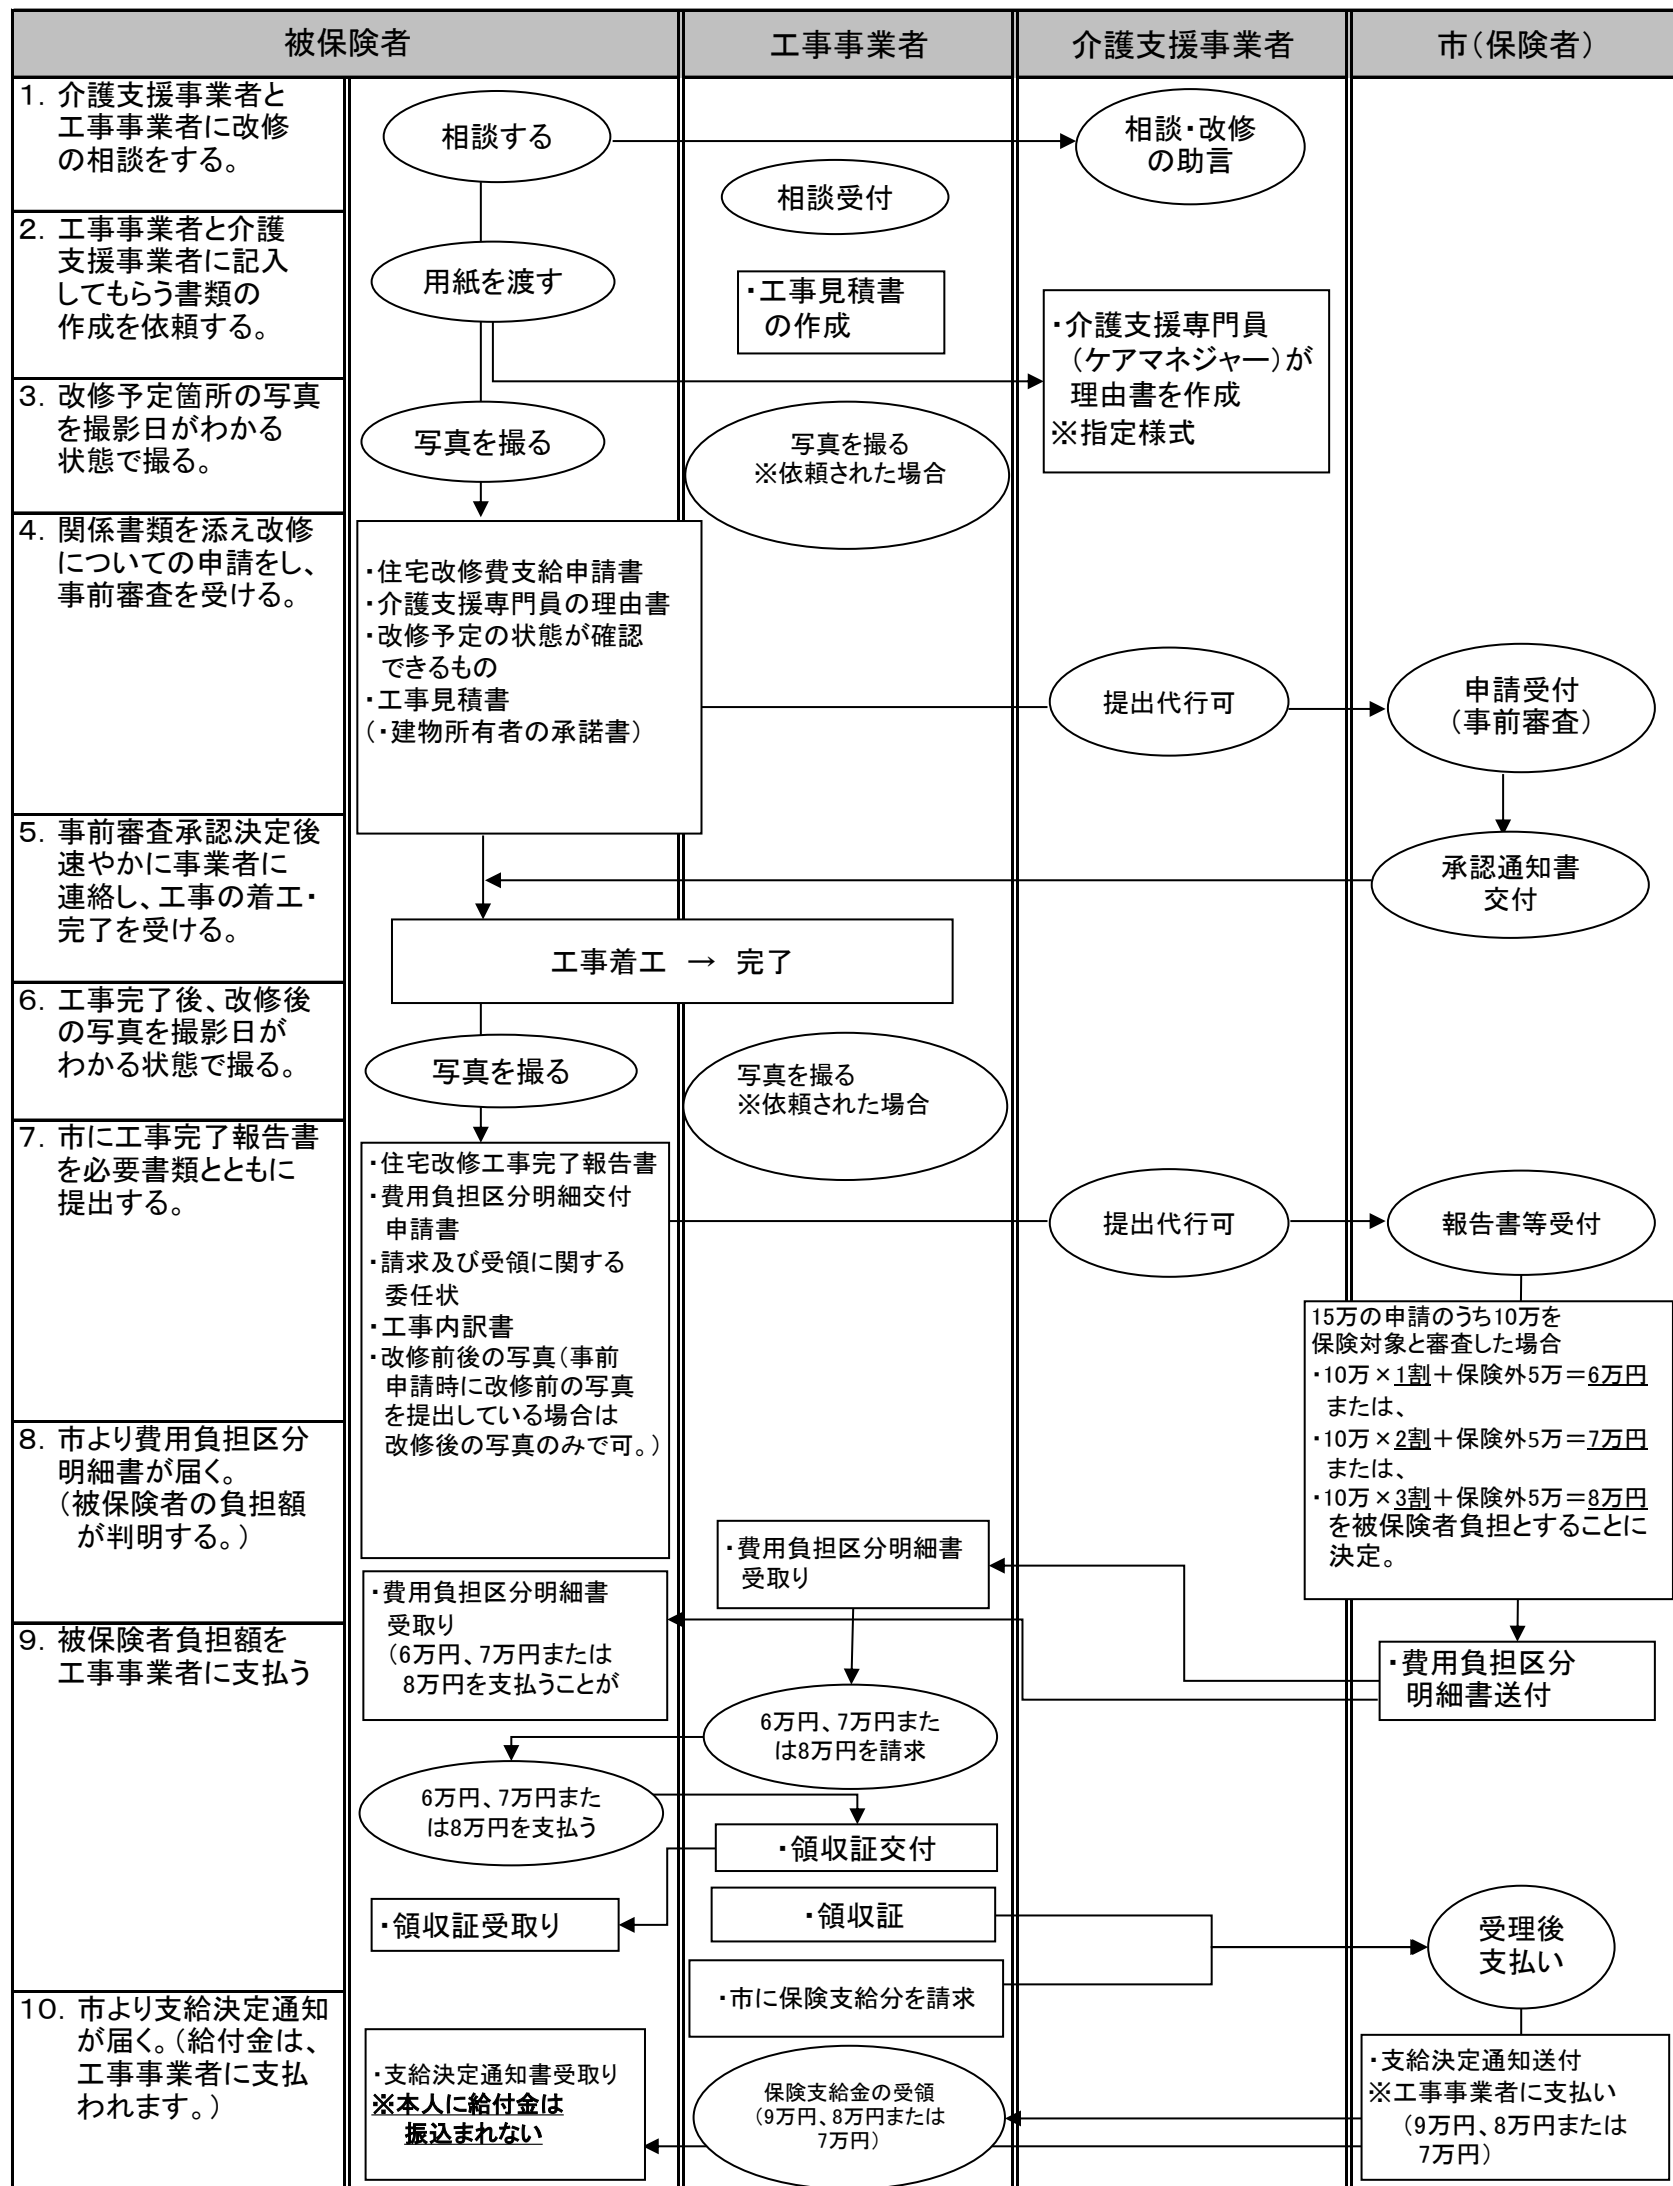 被保険者
工事事業者
介護支援事業者
市(保険者)
1. 介護支援事業者と
工事事業者に改修
の相談をする。
相談する
相談受付
相談・改修
の助言
2. 工事事業者と介護
支援事業者に記入
してもらう書類の
作成を依頼する。
用紙を渡す
・工事見積書
の作成
・介護支援専門員
(ケアマネジャー)が
理由書を作成
※指定様式
3. 改修予定箇所の写真
を撮影日がわかる
状態で撮る。
写真を撮る
写真を撮る
※依頼された場合
4. 関係書類を添え改修
についての申請をし、
事前審査を受ける。
・住宅改修費支給申請書
・介護支援専門員の理由書
・改修予定の状態が確認
できるもの
・工事見積書
(・建物所有者の承諾書)
提出代行可
申請受付
(事前審査)
5. 事前審査承認決定後
速やかに事業者に
連絡し、工事の着工・
完了を受ける。
承認通知書
交付
工事着工 → 完了
6. 工事完了後、改修後
の写真を撮影日が
わかる状態で撮る。
写真を撮る
写真を撮る
※依頼された場合
7. 市に工事完了報告書
を必要書類とともに
提出する。
・住宅改修工事完了報告書
・費用負担区分明細交付
申請書
・請求及び受領に関する
委任状
・工事内訳書
・改修前後の写真(事前
申請時に改修前の写真
を提出している場合は
改修後の写真のみで可。)
提出代行可
報告書等受付
15万の申請のうち10万を
保険対象と審査した場合
・10万×1割+保険外5万=6万円
または、
・10万×2割+保険外5万=7万円
または、
・10万×3割+保険外5万=8万円
を被保険者負担とすることに
決定。
8. 市より費用負担区分
明細書が届く。
(被保険者の負担額
が判明する。)
・費用負担区分明細書
受取り
・費用負担区分明細書
受取り
(6万円、7万円または
8万円を支払うことが
・費用負担区分
明細書送付
9. 被保険者負担額を
工事事業者に支払う
6万円、7万円また
は8万円を請求
6万円、7万円また
は8万円を支払う
・領収証交付
・領収証受取り
・領収証
・市に保険支給分を請求
受理後
支払い
10. 市より支給決定通知
が届く。(給付金は、
工事事業者に支払
われます。)
・支給決定通知書受取り
※本人に給付金は
振込まれない
保険支給金の受領
(9万円、8万円または
7万円)
・支給決定通知送付
※工事事業者に支払い
(9万円、8万円または
7万円)